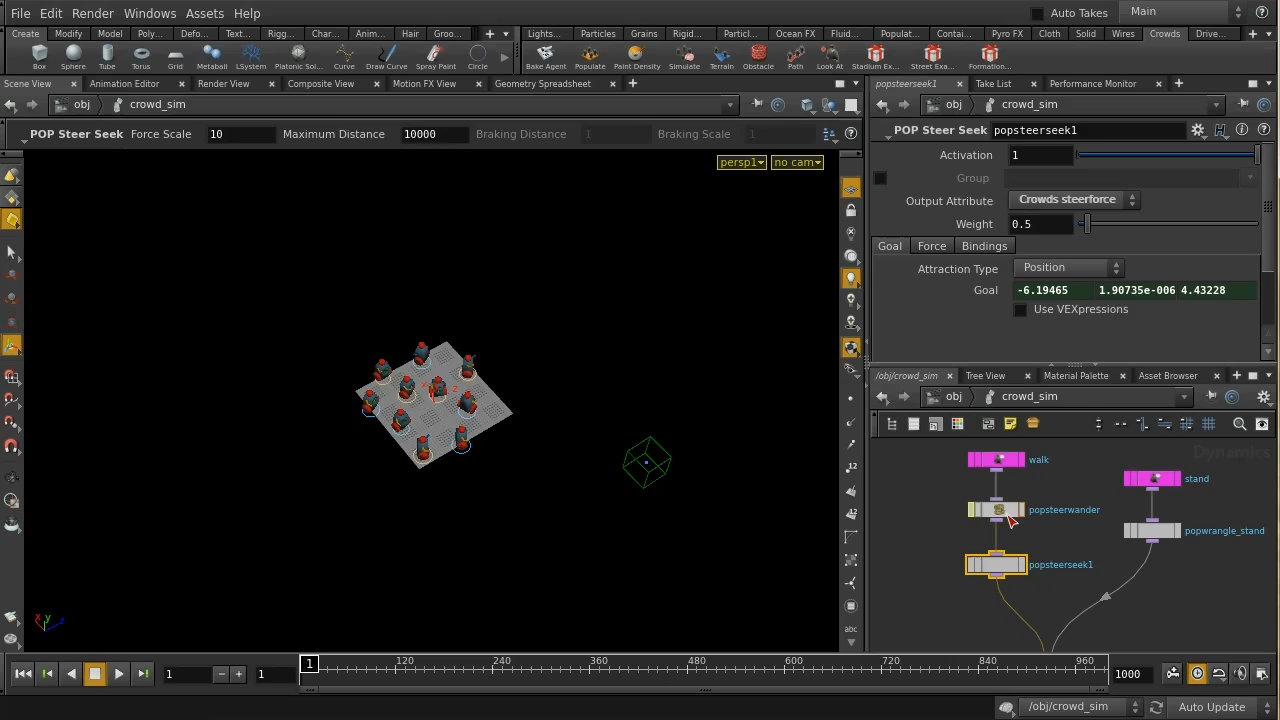 File Edit Render Windows Assets Help Auto Takes Main
Create Modify Model Poly... Defo... Text... Rigg... Char... Anim... Hair Groo... Lights... Particles Grains Rigid... Particl... Ocean FX Fluid... Populat... Contai... Pyro FX Cloth Solid Wires Crowds Drive...
Box Sphere Tube Torus Grid Metaball LSystem Platonic Sol... Curve Draw Curve Spray Paint Circle Bake Agent Populate Paint Density Simulate Terrain Obstacle Path Look At Stadium Ex... Street Exa... Formation...
Scene View Animation Editor Render View Composite View Motion FX View Geometry Spreadsheet popsteerseek1 Take List Performance Monitor
obj crowd_sim obj crowd_sim
POP Steer Seek Force Scale 10 Maximum Distance 10000 Braking Distance 1 Braking Scale 1 POP Steer Seek popsteerseek1
persp1 no cam
Activation 1
Group
Output Attribute Crowds steerforce
Weight 0.5
Goal Force Bindings
Attraction Type Position
Goal -6.19465 1.90735e-006 4.43228
Use VEXpressions
/obj/crowd_sim Tree View Material Palette Asset Browser
obj crowd_sim
Dynamics
walk
stand
popsteerwander
popwrangle_stand
popsteerseek1
x z
12
12
abc
x y z
1 1 1 120 240 360 480 600 720 840 960 1000
/obj/crowd_sim Auto Update